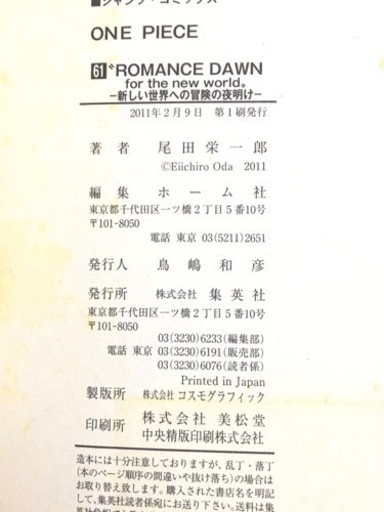 ■ジャンプ・コミックス
ONE PIECE
61 〝ROMANCE DAWN
for the new world〟
―新しい世界への冒険の夜明け―
2011年2月9日 第1刷発行
著者 尾田栄一郎
©Eiichiro Oda 2011
編集 ホーム社
東京都千代田区一ツ橋2丁目5番10号
〒101-8050
電話 東京 03(5211)2651
発行人 鳥嶋和彦
発行所 株式会社 集英社
東京都千代田区一ツ橋2丁目5番10号
〒101-8050
03(3230)6233(編集部)
電話 東京 03(3230)6191(販売部)
03(3230)6076(読者係)
Printed in Japan
製版所 株式会社 コスモグラフィック
印刷所 株式会社 美松堂
中央精版印刷株式会社
造本には十分注意しておりますが、乱丁・落丁
(本のページ順序の間違いや抜け落ち)の場合は
お取り替え致します。購入された書店名を明記
して、集英社読者係宛にお送り下さい。送料は集